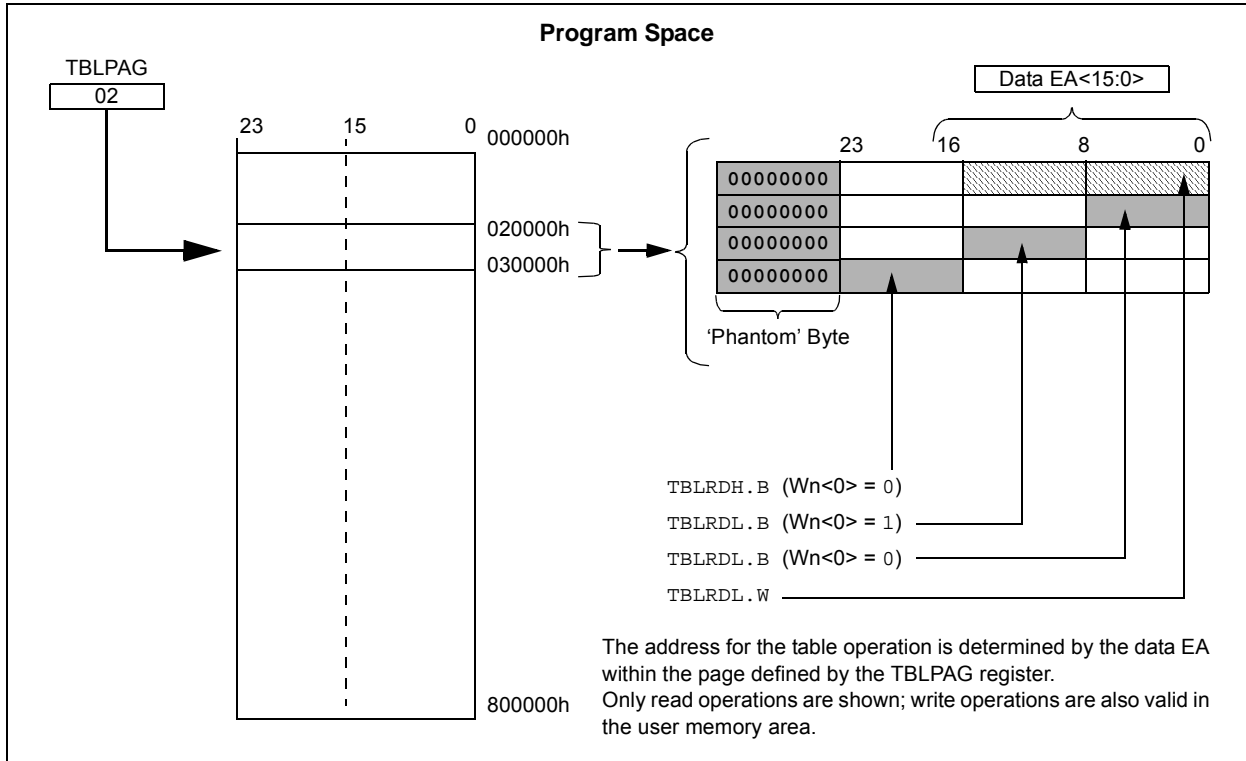 Program Space
TBLPAG
02
Data EA<15:0>
23 15 0
000000h
020000h
030000h
800000h
23 16 8 0
00000000
00000000
00000000
00000000
‘Phantom’ Byte
TBLRDH.B (Wn<0> = 0)
TBLRDL.B (Wn<0> = 1)
TBLRDL.B (Wn<0> = 0)
TBLRDL.W
The address for the table operation is determined by the data EA
within the page defined by the TBLPAG register.
Only read operations are shown; write operations are also valid in
the user memory area.